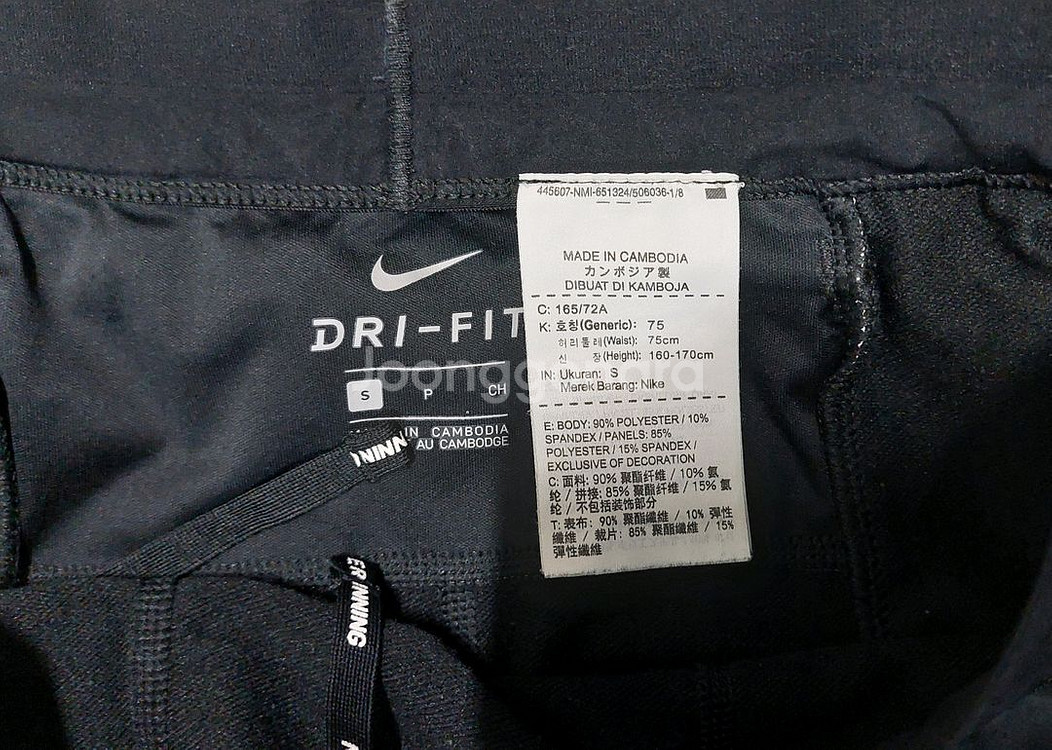 445607-NMI-651324/506036-1/8
MADE IN CAMBODIA
カンボジア製
DIBUAT DI KAMBOJA
C: 165/72A
K: 호칭(Generic): 75
허리둘레(Waist): 75cm
신 장(Height): 160-170cm
IN: Ukuran: S
Merek Barang: Nike
E: BODY: 90% POLYESTER / 10%
SPANDEX / PANELS: 85%
POLYESTER / 15% SPANDEX /
EXCLUSIVE OF DECORATION
C: 面料: 90% 聚酯纤维 / 10% 氨
纶 / 拼接: 85% 聚酯纤维 / 15% 氨
纶 / 不包括装饰部分
T: 表布: 90% 聚酯纖維 / 10% 彈性
纖維 / 裁片: 85% 聚酯纖維 / 15%
彈性纖維
DRI-FIT
S P CH
IN CAMBODIA
AU CAMBODGE
NINN
ER INNING